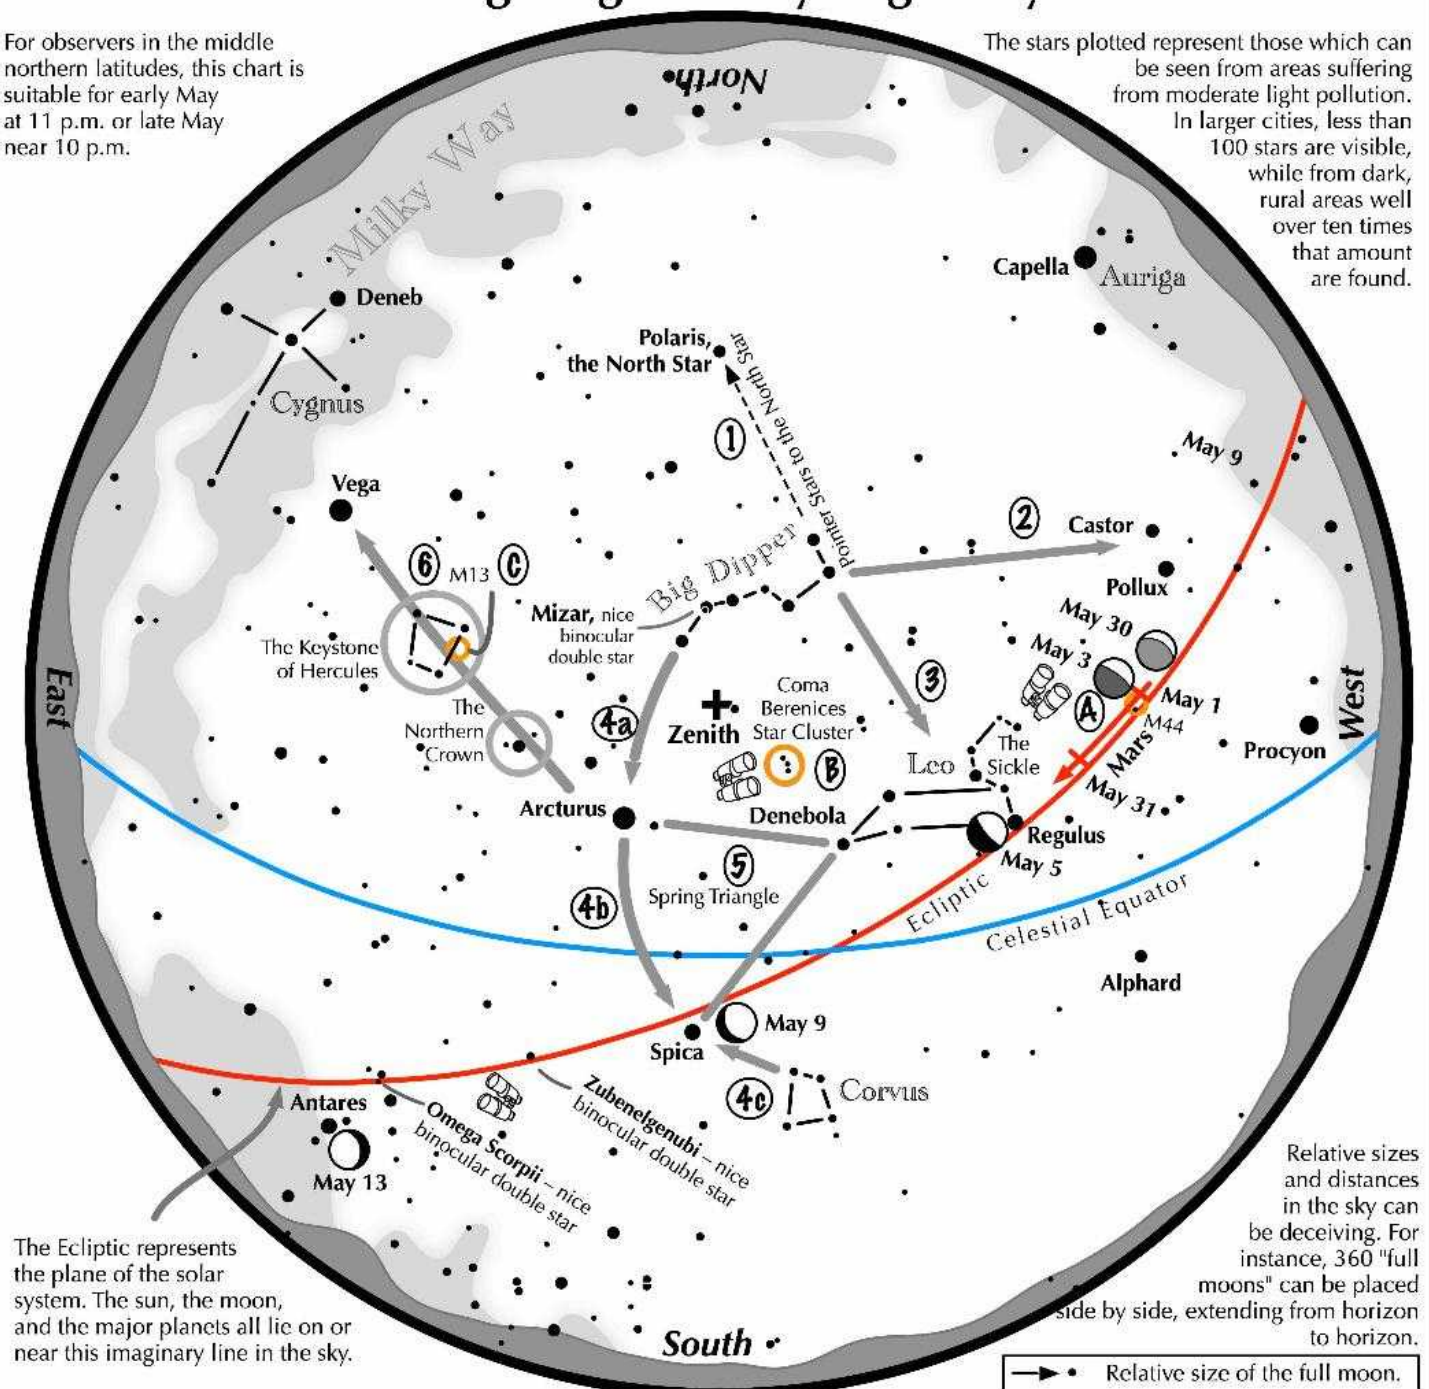 For observers in the middle
northern latitudes, this chart is
suitable for early May
at 11 p.m. or late May
near 10 p.m.
The stars plotted represent those which can
be seen from areas suffering
from moderate light pollution.
In larger cities, less than
100 stars are visible,
while from dark,
rural areas well
over ten times
that amount
are found.
North
Milky Way
Capella
Auriga
Deneb
Polaris,
the North Star
Cygnus
1
Pointer Stars to the North Star
May 9
Vega
2
Castor
Pollux
6
M13
C
Big Dipper
Mizar, nice
binocular
double star
The Keystone
of Hercules
May 30
May 3
3
East
West
The
Northern
Crown
4a
Zenith
Coma
Berenices
Star Cluster
B
A
May 1
M44
Mars
May 31
Leo
The
Sickle
Procyon
Arcturus
Denebola
Regulus
May 5
5
Spring Triangle
4b
Ecliptic
Celestial Equator
Alphard
Spica
May 9
4c
Corvus
Antares
May 13
Omega Scorpii – nice
binocular double star
Zubenelgenubi – nice
binocular double star
The Ecliptic represents
the plane of the solar
system. The sun, the moon,
and the major planets all lie on or
near this imaginary line in the sky.
South
Relative sizes
and distances
in the sky can
be deceiving. For
instance, 360 "full
moons" can be placed
side by side, extending from horizon
to horizon.
Relative size of the full moon.